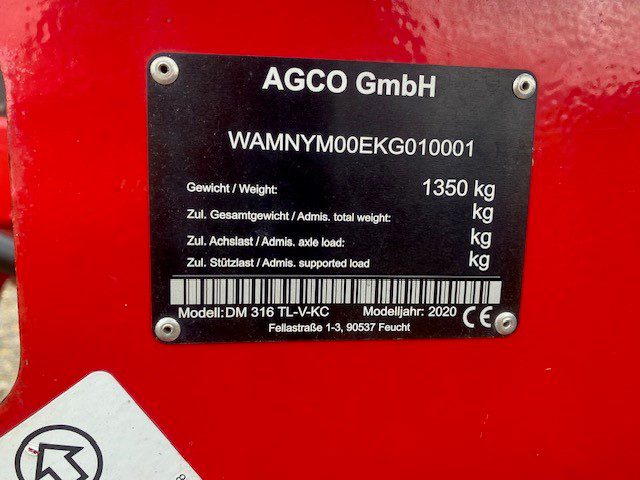 AGCO GmbH
WAMNYM00EKG010001
Gewicht / Weight: 1350 kg
Zul. Gesamtgewicht / Admis. total weight: kg
Zul. Achslast / Admis. axle load: kg
Zul. Stützlast / Admis. supported load kg
Modell: DM 316 TL-V-KC Modelljahr: 2020 CE
Fellastraße 1-3, 90537 Feucht